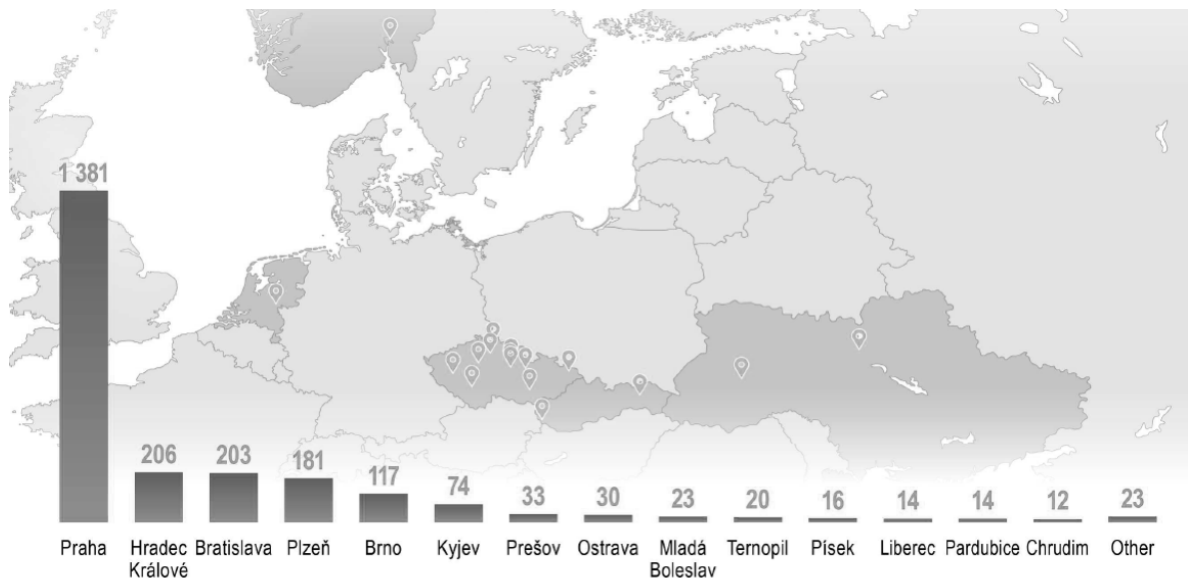 1 381
206
203
181
117
74
33
30
23
20
16
14
14
12
23
Praha
Hradec
Králové
Bratislava
Plzeň
Brno
Kyjev
Prešov
Ostrava
Mladá
Boleslav
Ternopil
Písek
Liberec
Pardubice
Chrudim
Other